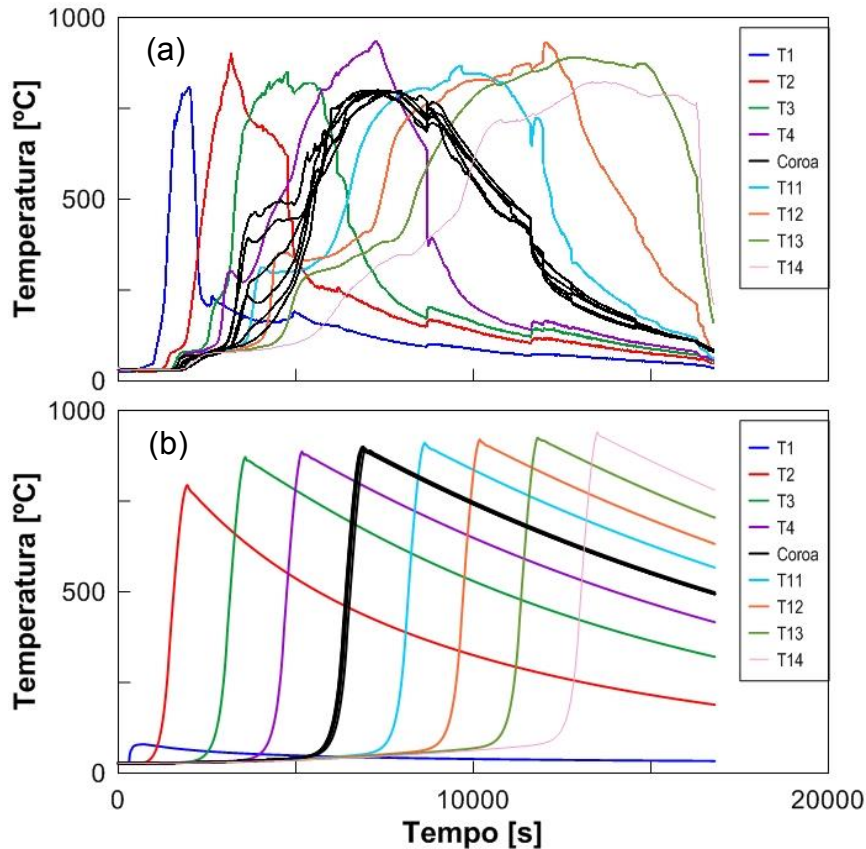 1000
(a)
T1
T2
T3
T4
Coroa
T11
T12
T13
T14
500
Temperatura [ºC]
0
1000
(b)
T1
T2
T3
T4
Coroa
T11
T12
T13
T14
500
Temperatura [ºC]
0
0
10000
20000
Tempo [s]